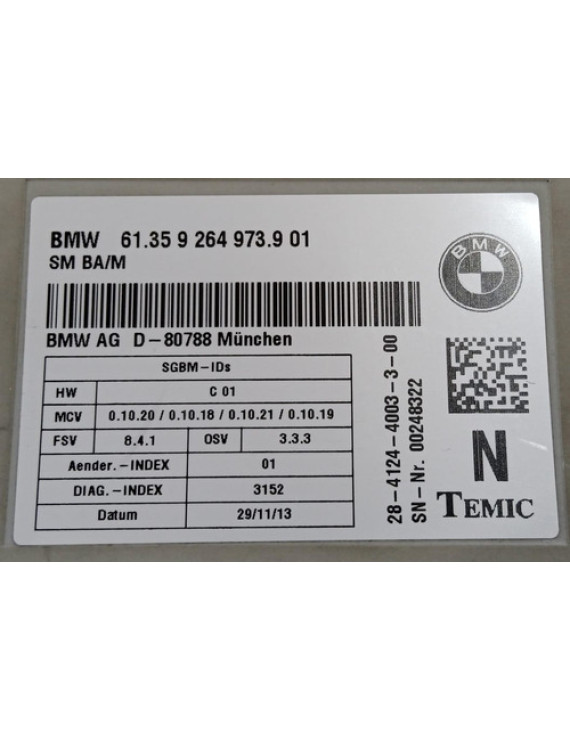 BMW 61.35 9 264 973.9 01
SM BA/M
BMW
BMW AG D-80788 München
SGBM-IDs
HW C 01
MCV 0.10.20 / 0.10.18 / 0.10.21 / 0.10.19
FSV 8.4.1 OSV 3.3.3
Aender.-INDEX 01
DIAG.-INDEX 3152
Datum 29/11/13
28-4124-4003-3-00
SN-Nr. 00248322
N
TEMIC